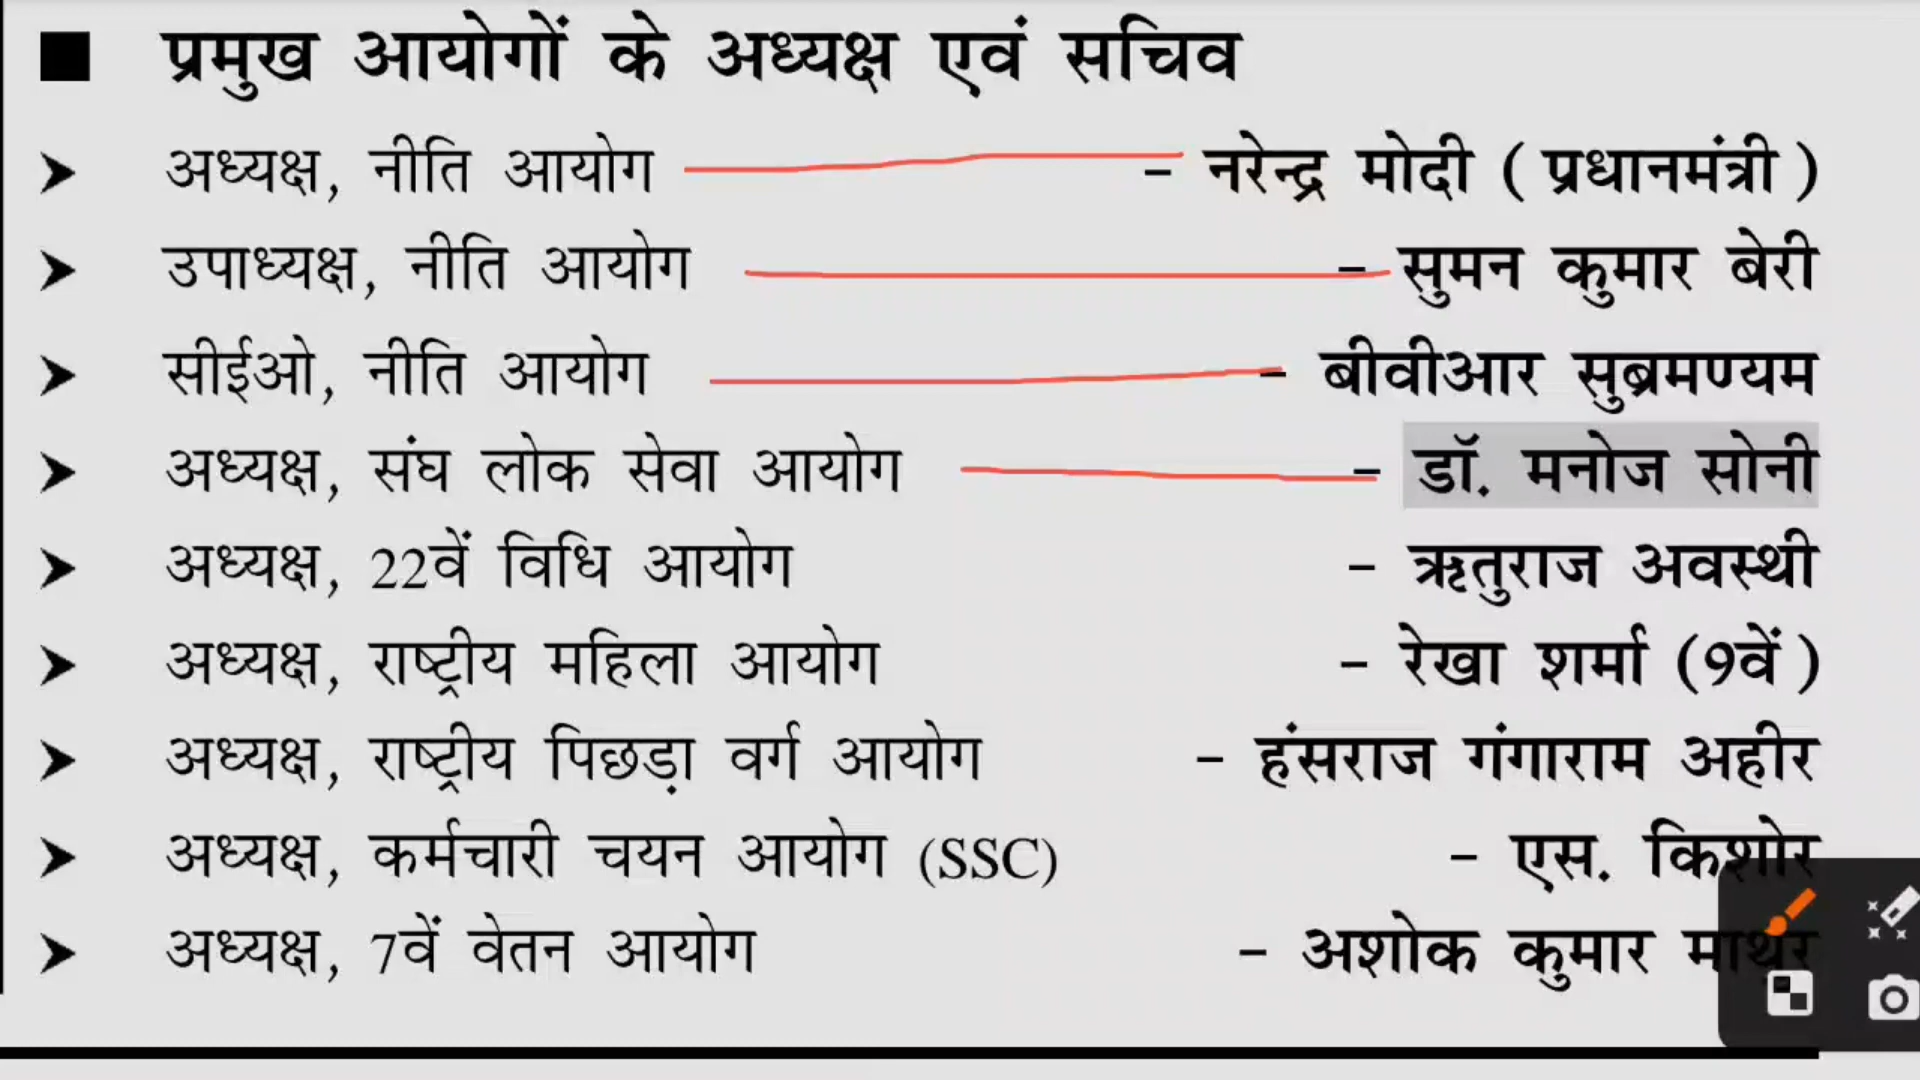 प्रमुख आयोगों के अध्यक्ष एवं सचिव
अध्यक्ष, नीति आयोग – नरेन्द्र मोदी (प्रधानमंत्री)
उपाध्यक्ष, नीति आयोग – सुमन कुमार बेरी
सीईओ, नीति आयोग – बीवीआर सुब्रमण्यम
अध्यक्ष, संघ लोक सेवा आयोग – डॉ. मनोज सोनी
अध्यक्ष, 22वें विधि आयोग – ऋतुराज अवस्थी
अध्यक्ष, राष्ट्रीय महिला आयोग – रेखा शर्मा (9वें)
अध्यक्ष, राष्ट्रीय पिछड़ा वर्ग आयोग – हंसराज गंगाराम अहीर
अध्यक्ष, कर्मचारी चयन आयोग (SSC) – एस. किशोर
अध्यक्ष, 7वें वेतन आयोग – अशोक कुमार माथुर